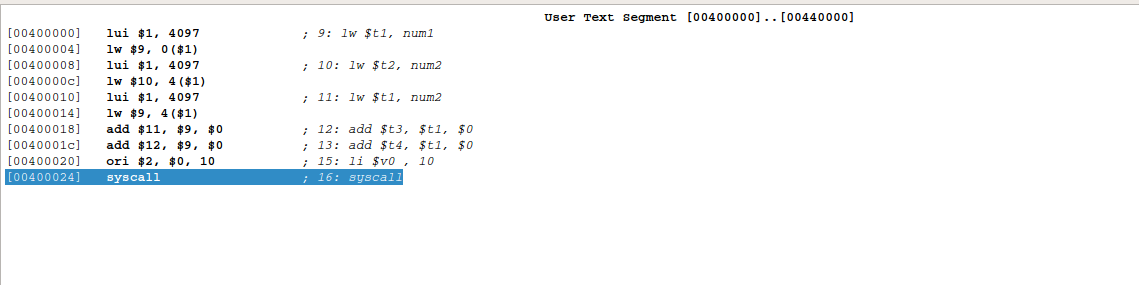 User Text Segment [00400000]..[00440000]
[00400000] lui $1, 4097 ; 9: lw $t1, num1
[00400004] lw $9, 0($1)
[00400008] lui $1, 4097 ; 10: lw $t2, num2
[0040000c] lw $10, 4($1)
[00400010] lui $1, 4097 ; 11: lw $t1, num2
[00400014] lw $9, 4($1)
[00400018] add $11, $9, $0 ; 12: add $t3, $t1, $0
[0040001c] add $12, $9, $0 ; 13: add $t4, $t1, $0
[00400020] ori $2, $0, 10 ; 15: li $v0 , 10
[00400024] syscall ; 16: syscall